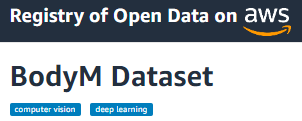 Registry of Open Data on aws
BodyM Dataset
computer vision deep learning